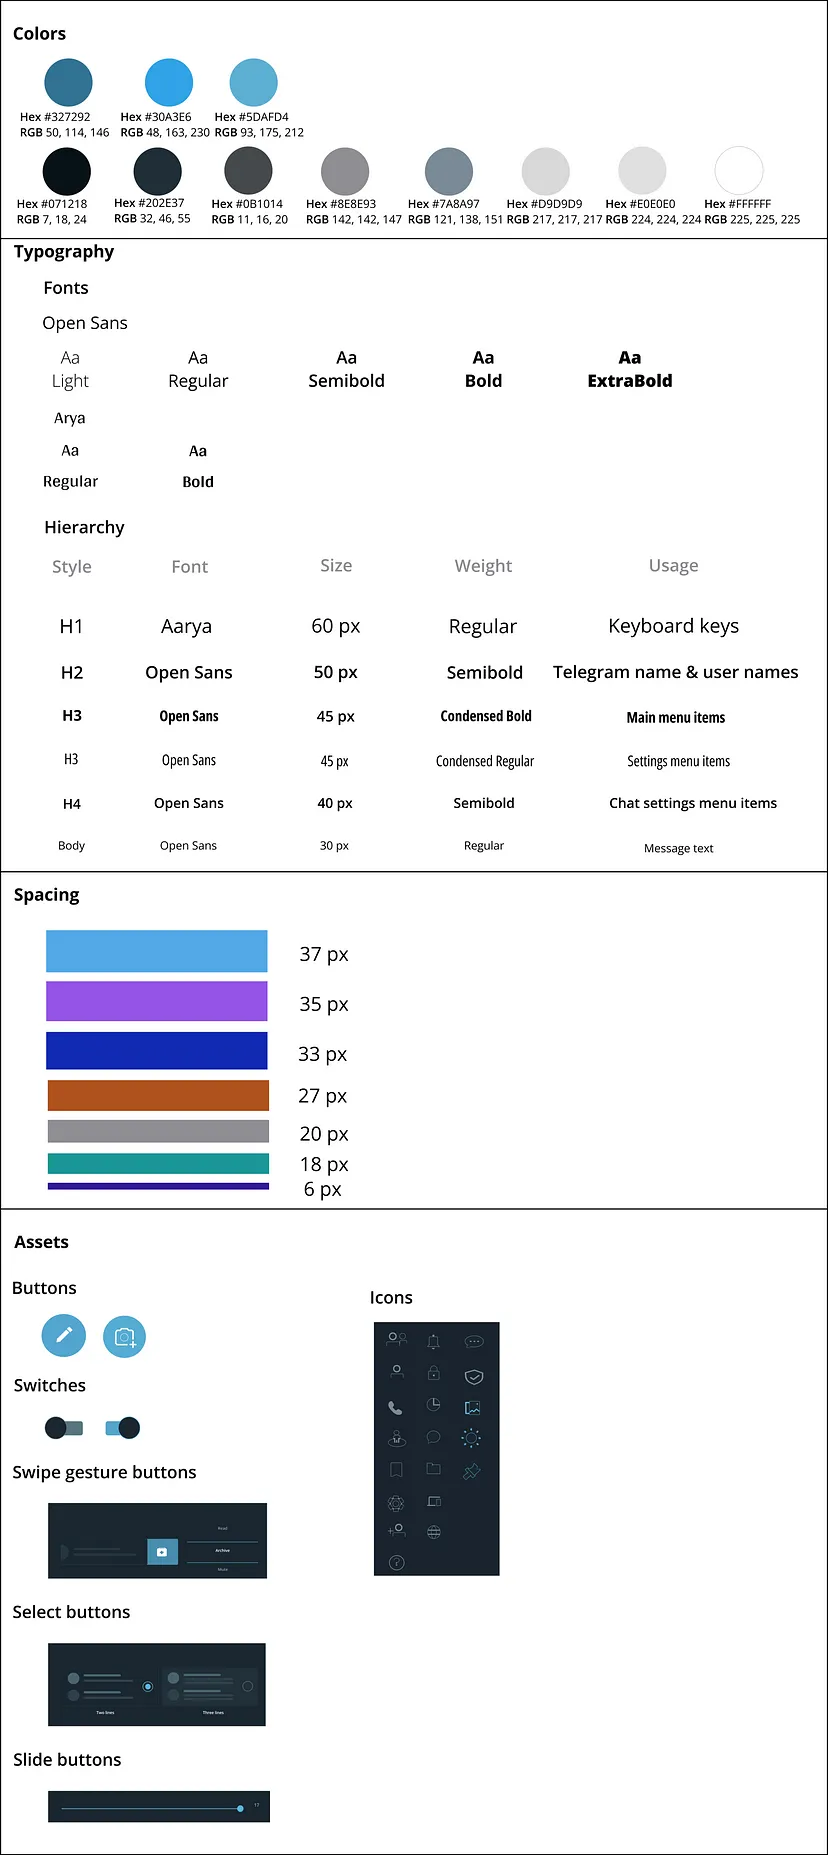 Colors
Hex #327292 Hex #30A3E6 Hex #5DAFD4
RGB 50, 114, 146 RGB 48, 163, 230 RGB 93, 175, 212
Hex #071218 Hex #202E37 Hex #0B1014 Hex #8E8E93 Hex #7A8A97 Hex #D9D9D9 Hex #E0E0E0 Hex #FFFFFF
RGB 7, 18, 24 RGB 32, 46, 55 RGB 11, 16, 20 RGB 142, 142, 147 RGB 121, 138, 151 RGB 217, 217, 217 RGB 224, 224, 224 RGB 225, 225, 225
Typography
Fonts
Open Sans
Aa Aa Aa Aa Aa
Light Regular Semibold Bold ExtraBold
Arya
Aa Aa
Regular Bold
Hierarchy
Style Font Size Weight Usage
H1 Aarya 60 px Regular Keyboard keys
H2 Open Sans 50 px Semibold Telegram name & user names
H3 Open Sans 45 px Condensed Bold Main menu items
H3 Open Sans 45 px Condensed Regular Settings menu items
H4 Open Sans 40 px Semibold Chat settings menu items
Body Open Sans 30 px Regular Message text
Spacing
37 px
35 px
33 px
27 px
20 px
18 px
6 px
Assets
Buttons
Icons
Switches
Swipe gesture buttons
Read
Archive
Mute
Select buttons
Two lines Three lines
Slide buttons
17